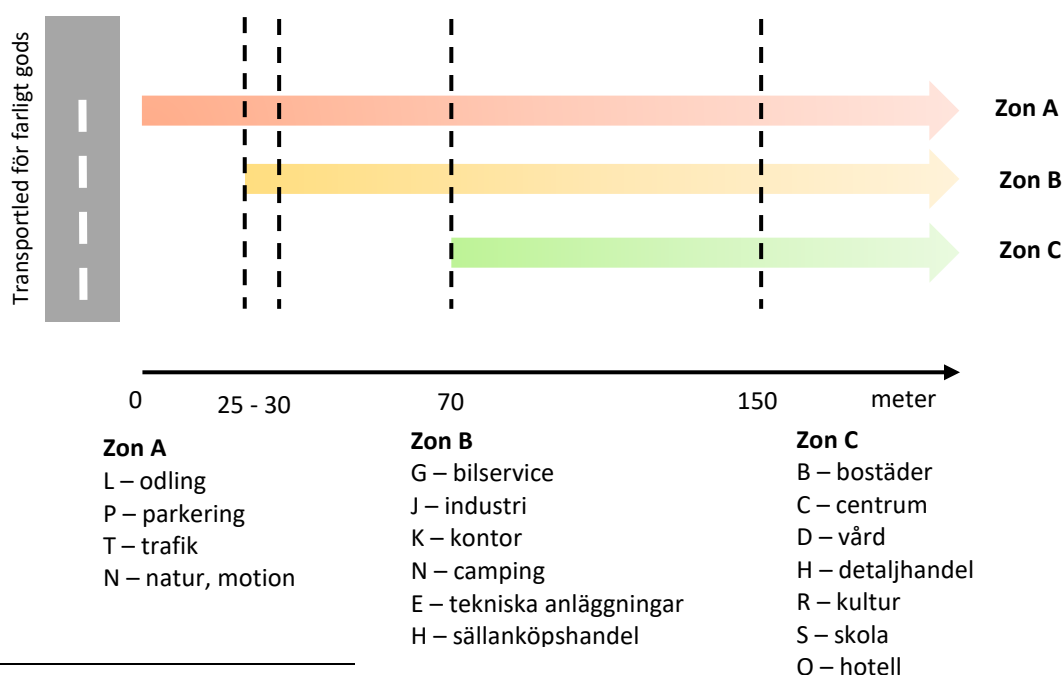 Transportled för farligt gods
Zon A
Zon B
Zon C
0
25 - 30
70
150
meter
Zon A
L – odling
P – parkering
T – trafik
N – natur, motion
Zon B
G – bilservice
J – industri
K – kontor
N – camping
E – tekniska anläggningar
H – sällanköpshandel
Zon C
B – bostäder
C – centrum
D – vård
H – detaljhandel
R – kultur
S – skola
O – hotell